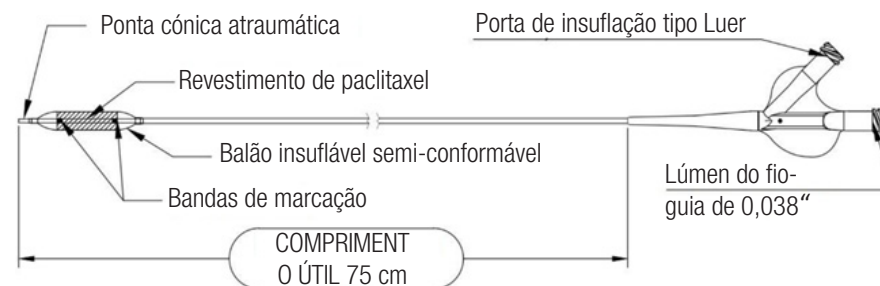 Ponta cónica atraumática
Porta de insuflação tipo Luer
Revestimento de paclitaxel
Balão insuflável semi-conformável
Bandas de marcação
Lúmen do fio-
guia de 0,038“
COMPRIMENT
O ÚTIL 75 cm